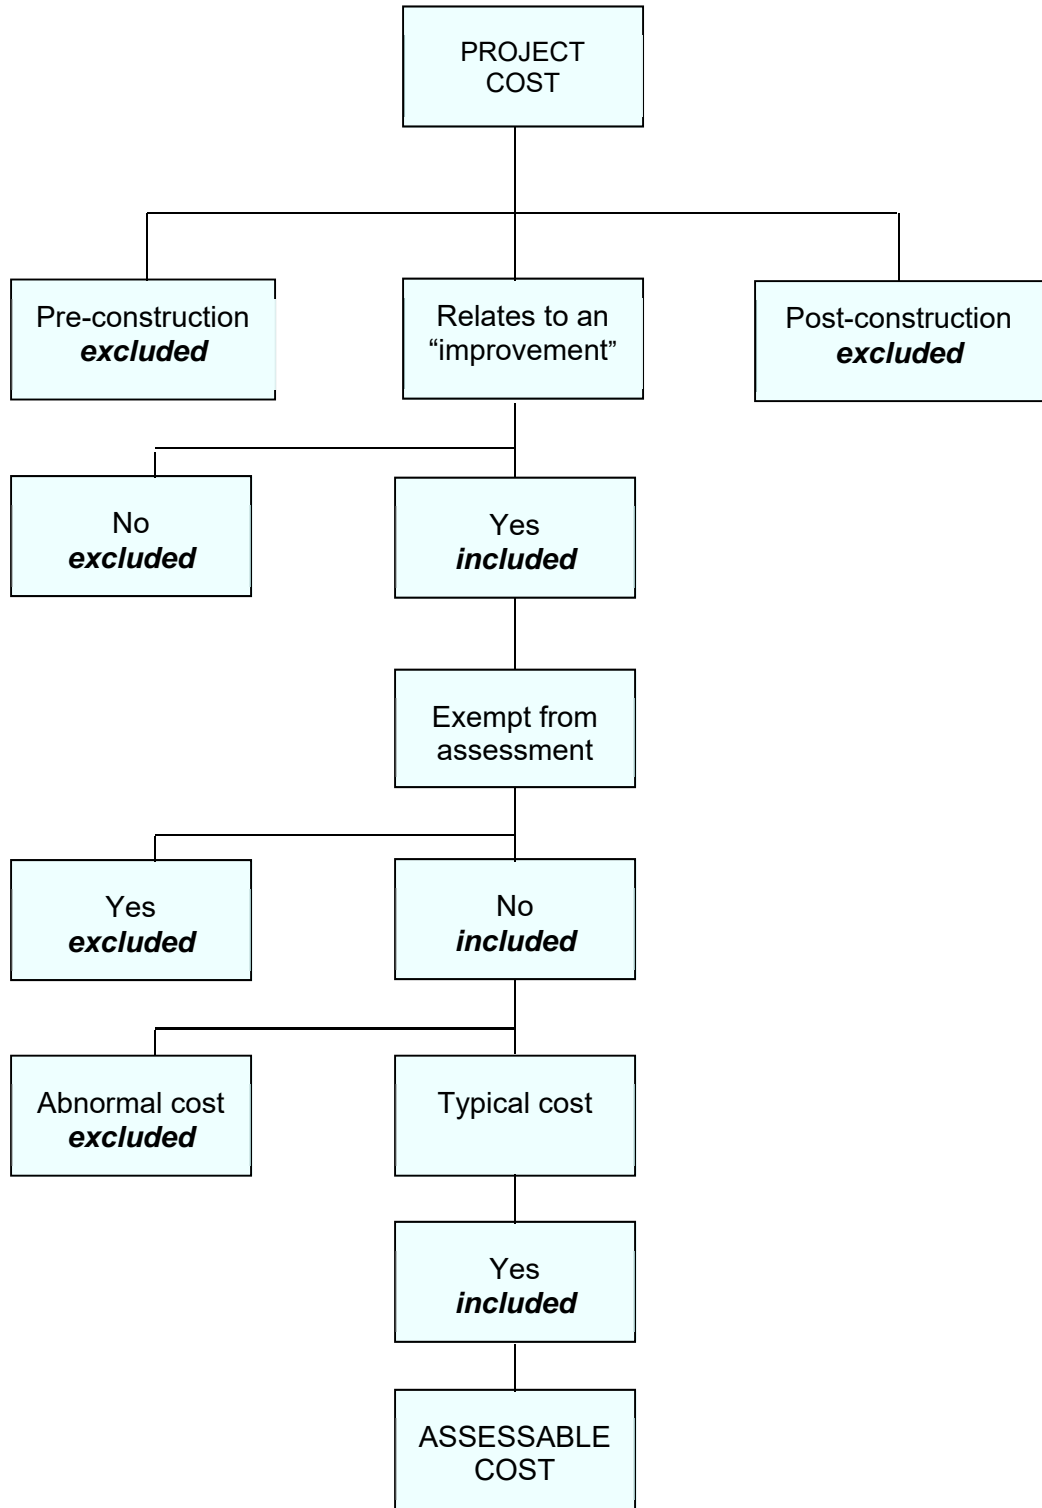 PROJECT
COST
Pre-construction
excluded
Relates to an
“improvement”
Post-construction
excluded
No
excluded
Yes
included
Exempt from
assessment
Yes
excluded
No
included
Abnormal cost
excluded
Typical cost
Yes
included
ASSESSABLE
COST